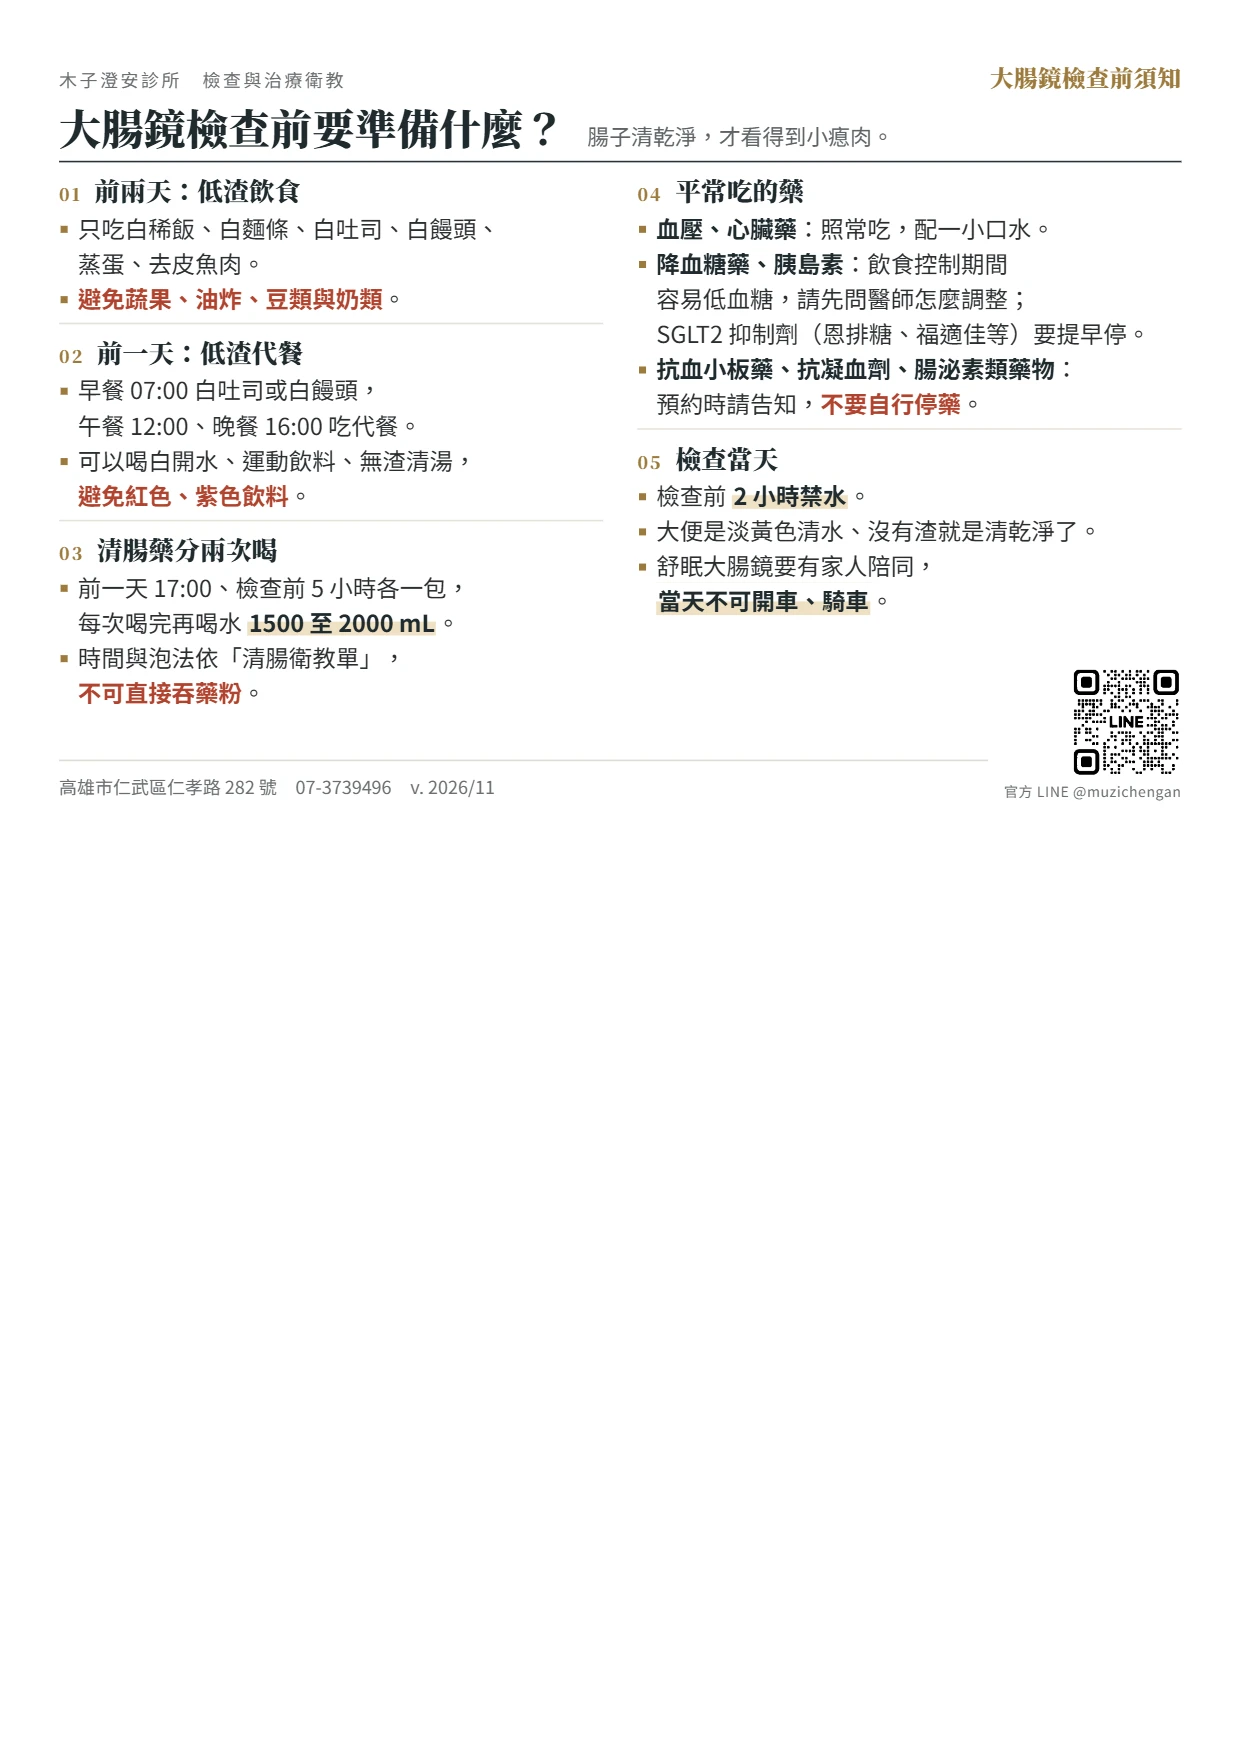 木子澄安診所　檢查與治療衛教
大腸鏡檢查前須知
大腸鏡檢查前要準備什麼？　腸子清乾淨，才看得到小瘜肉。
01 前兩天：低渣飲食
▪ 只吃白稀飯、白麵條、白吐司、白饅頭、
蒸蛋、去皮魚肉。
▪ 避免蔬果、油炸、豆類與奶類。
02 前一天：低渣代餐
▪ 早餐 07:00 白吐司或白饅頭，
午餐 12:00、晚餐 16:00 吃代餐。
▪ 可以喝白開水、運動飲料、無渣清湯，
避免紅色、紫色飲料。
03 清腸藥分兩次喝
▪ 前一天 17:00、檢查前 5 小時各一包，
每次喝完再喝水 1500 至 2000 mL。
▪ 時間與泡法依「清腸衛教單」，
不可直接吞藥粉。
04 平常吃的藥
▪ 血壓、心臟藥：照常吃，配一小口水。
▪ 降血糖藥、胰島素：飲食控制期間
容易低血糖，請先問醫師怎麼調整；
SGLT2 抑制劑（恩排糖、福適佳等）要提早停。
▪ 抗血小板藥、抗凝血劑、腸泌素類藥物：
預約時請告知，不要自行停藥。
05 檢查當天
▪ 檢查前 2 小時禁水。
▪ 大便是淡黃色清水、沒有渣就是清乾淨了。
▪ 舒眠大腸鏡要有家人陪同，
當天不可開車、騎車。
LINE
高雄市仁武區仁孝路 282 號　07-3739496　v. 2026/11
官方 LINE @muzichengan